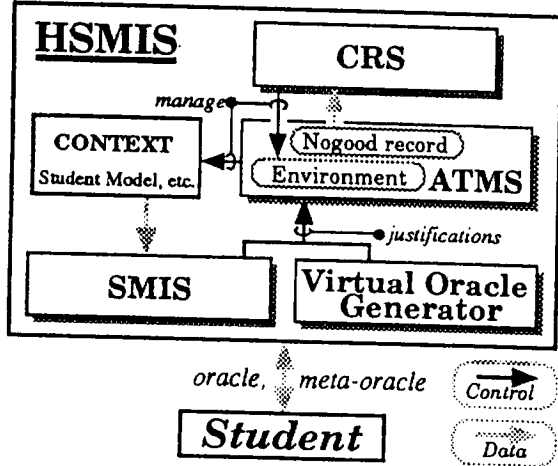 HSMIS
CRS
manage
CONTEXT
Student Model, etc.
Nogood record
Environment
ATMS
justifications
SMIS
Virtual Oracle
Generator
oracle, meta-oracle
Control
Student
Data